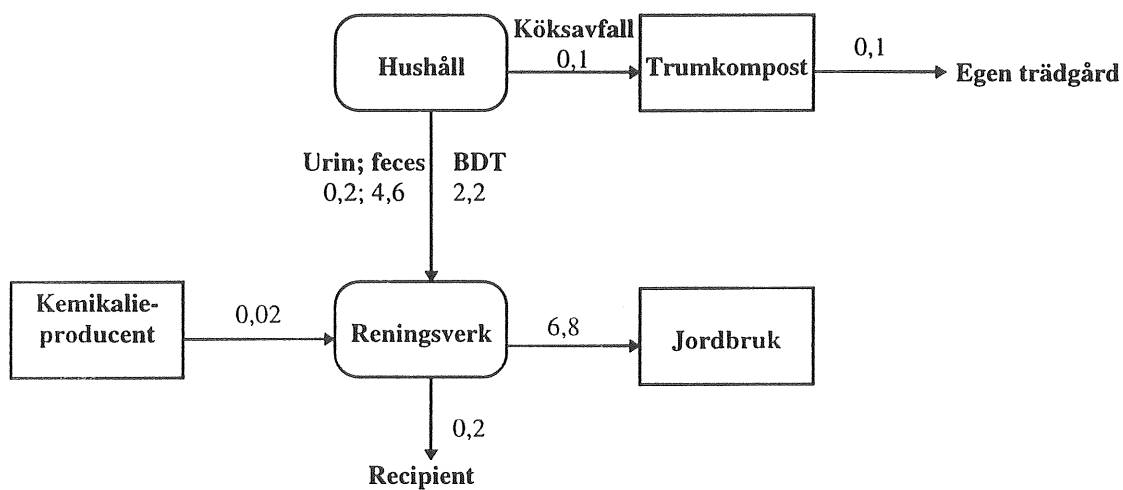 Köksavfall
Hushåll
0,1
Trumkompost
0,1
Egen trädgård
Urin; feces
BDT
0,2; 4,6
2,2
Kemikalie-
producent
0,02
Reningsverk
6,8
Jordbruk
0,2
Recipient